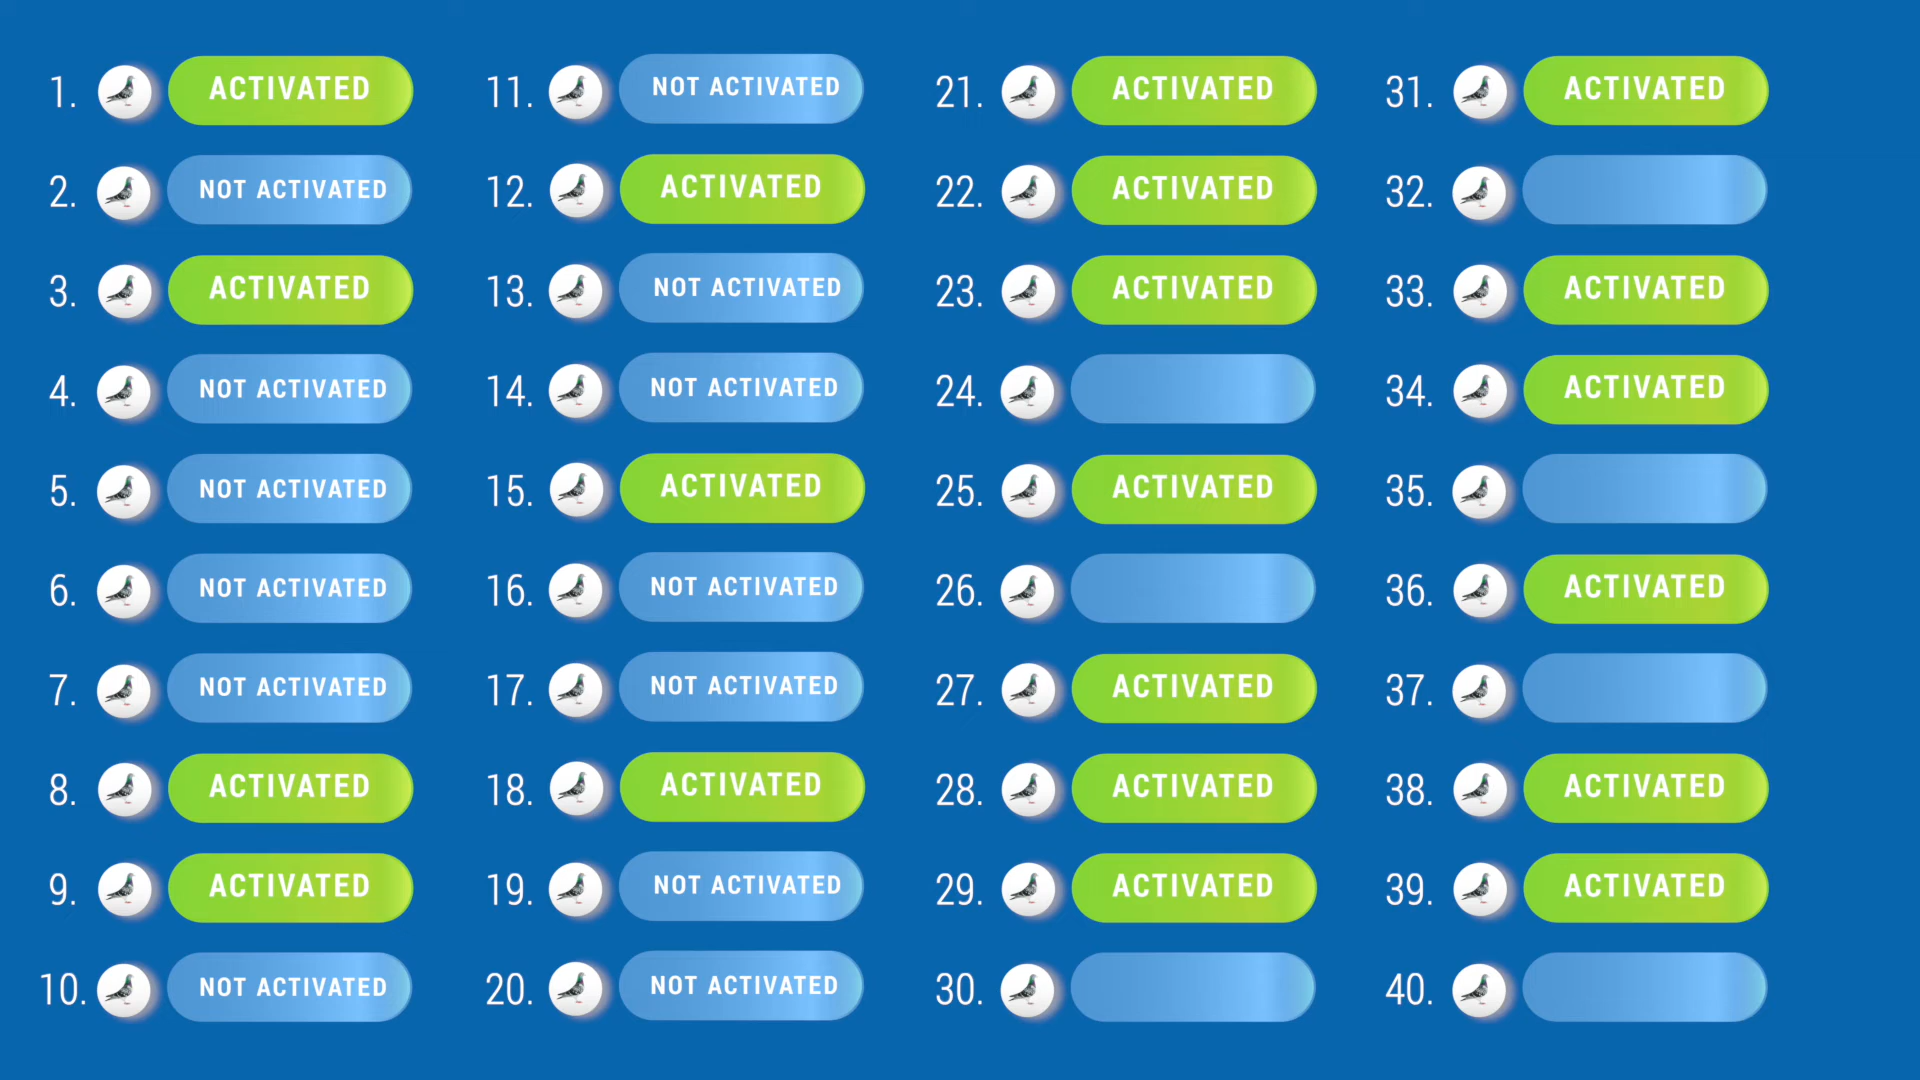 1. ACTIVATED
2. NOT ACTIVATED
3. ACTIVATED
4. NOT ACTIVATED
5. NOT ACTIVATED
6. NOT ACTIVATED
7. NOT ACTIVATED
8. ACTIVATED
9. ACTIVATED
10. NOT ACTIVATED
11. NOT ACTIVATED
12. ACTIVATED
13. NOT ACTIVATED
14. NOT ACTIVATED
15. ACTIVATED
16. NOT ACTIVATED
17. NOT ACTIVATED
18. ACTIVATED
19. NOT ACTIVATED
20. NOT ACTIVATED
21. ACTIVATED
22. ACTIVATED
23. ACTIVATED
24.
25. ACTIVATED
26.
27. ACTIVATED
28. ACTIVATED
29. ACTIVATED
30.
31. ACTIVATED
32.
33. ACTIVATED
34. ACTIVATED
35.
36. ACTIVATED
37.
38. ACTIVATED
39. ACTIVATED
40.